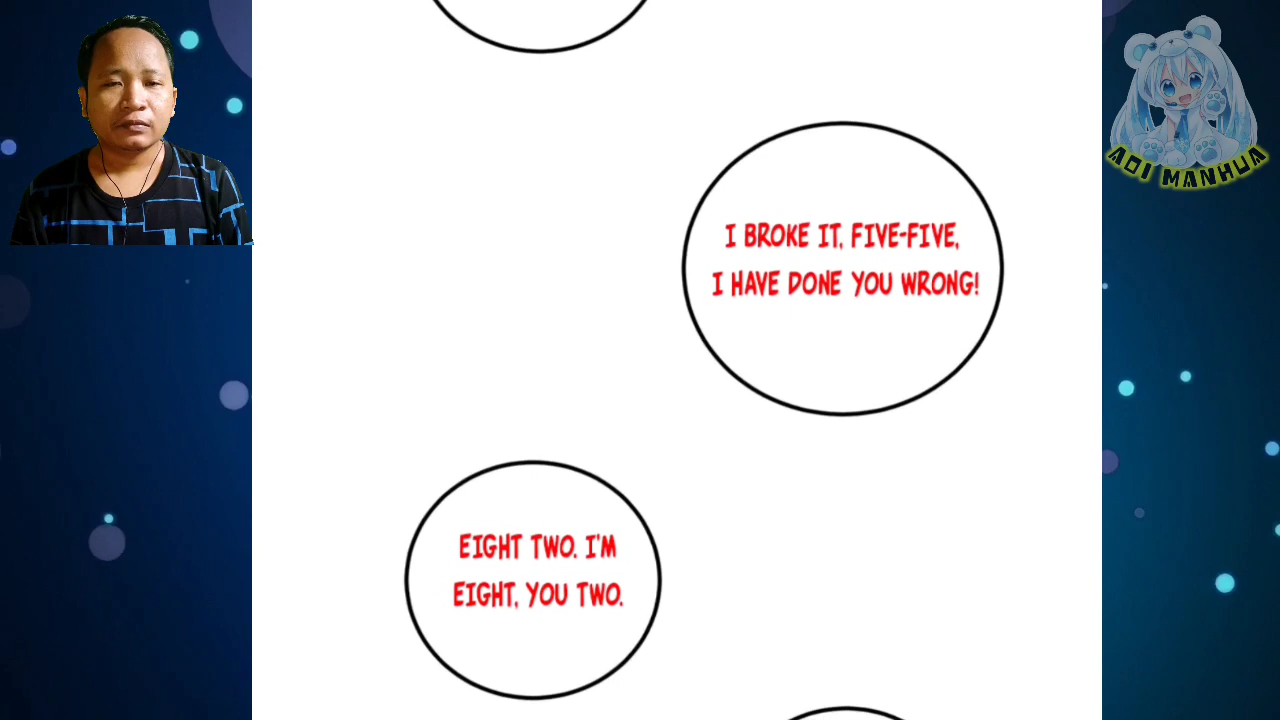 AOI MANHUA
I BROKE IT, FIVE-FIVE,
I HAVE DONE YOU WRONG!
EIGHT TWO. I'M
EIGHT, YOU TWO.